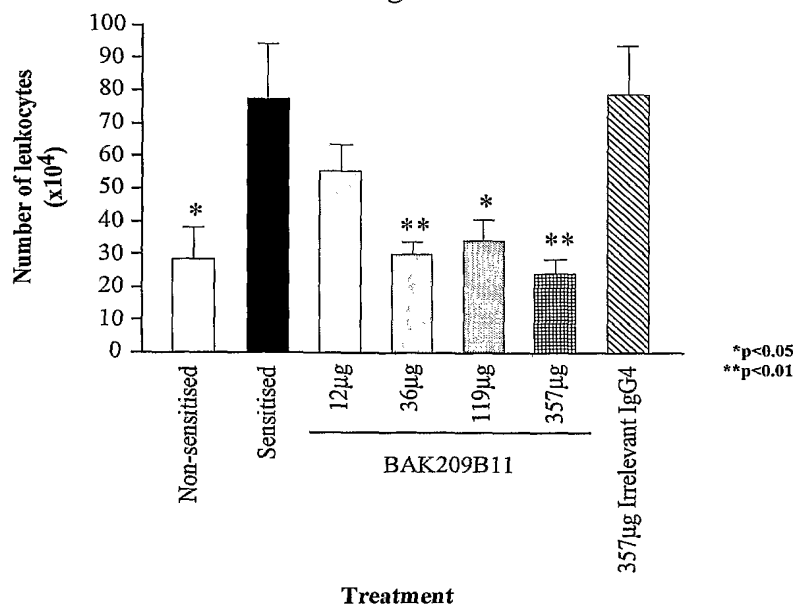 Number of leukocytes
(x10⁴)
100
90
80
70
60
50
40
30
20
10
0
*
**
*
**
Non-sensitised
Sensitised
12µg
36µg
119µg
357µg
357µg Irrelevant IgG4
BAK209B11
Treatment
*p<0.05
**p<0.01